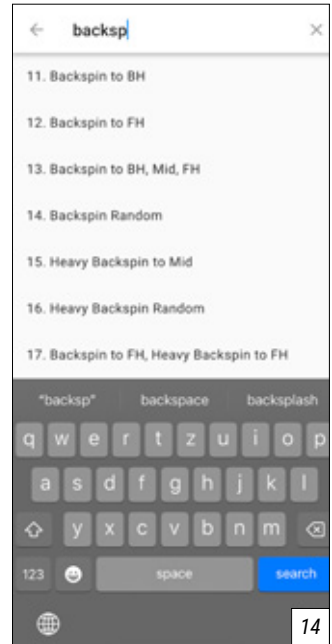 backsp
11. Backspin to BH
12. Backspin to FH
13. Backspin to BH, Mid, FH
14. Backspin Random
15. Heavy Backspin to Mid
16. Heavy Backspin Random
17. Backspin to FH, Heavy Backspin to FH
"backsp" backspace backsplash
q w e r t z u i o p
a s d f g h j k l
y x c v b n m
123 space search
14